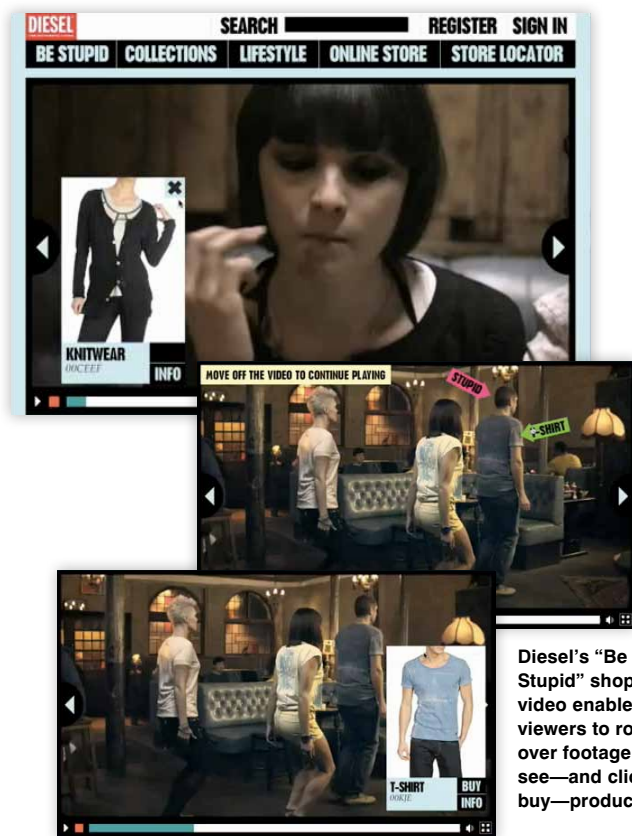 DIESEL
SEARCH
REGISTER SIGN IN
BE STUPID COLLECTIONS LIFESTYLE ONLINE STORE STORE LOCATOR
KNITWEAR
00CEEF
INFO
MOVE OFF THE VIDEO TO CONTINUE PLAYING
STUPID
T-SHIRT
T-SHIRT
BUY
00KJE
INFO
Diesel's “Be
Stupid” shop
video enable
viewers to ro
over footage
see—and clic
buy—produc